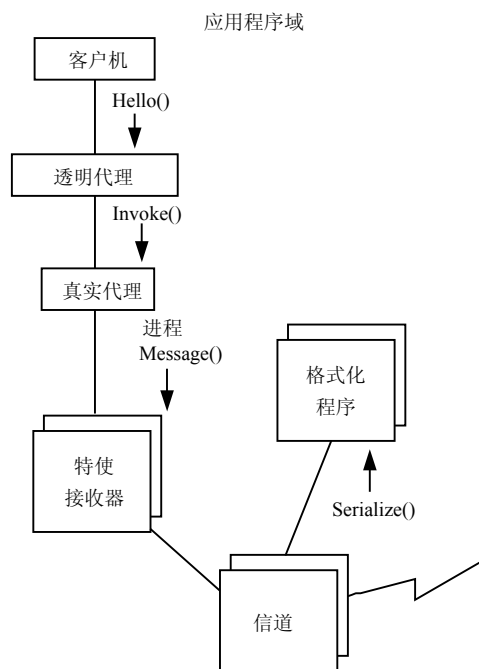 应用程序域
客户机
Hello()
透明代理
Invoke()
真实代理
进程
Message()
格式化
程序
特使
接收器
Serialize()
信道